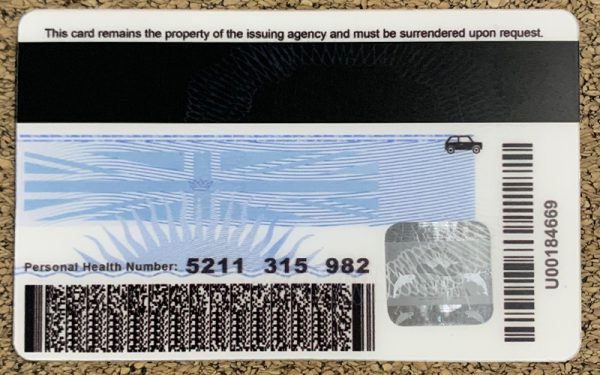 This card remains the property of the issuing agency and must be surrendered upon request.
Personal Health Number: 5211 315 982
U00184669